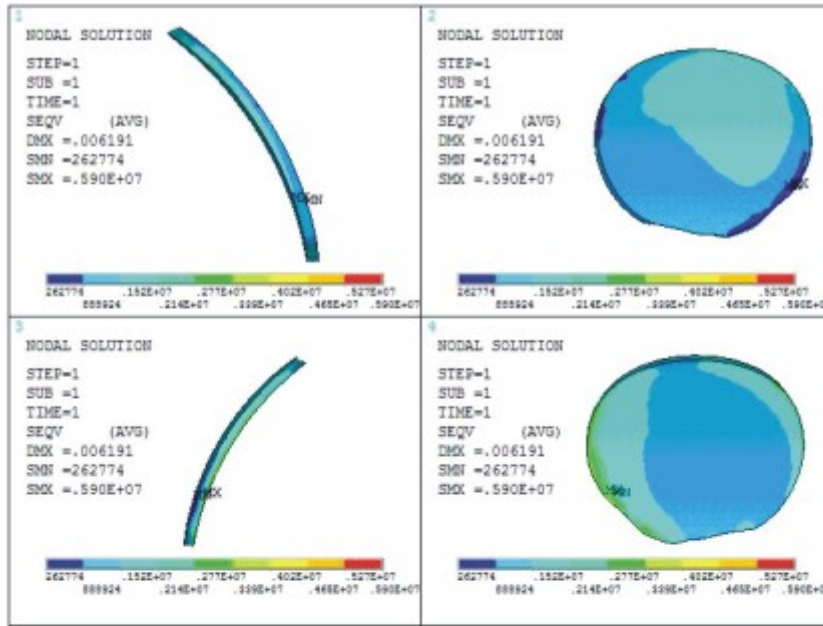 1
NODAL SOLUTION
STEP=1
SUB =1
TIME=1
SEQV (AVG)
DMX =.006191
SMN =262774
SMX =.590E+07
262774 .152E+07 .277E+07 .402E+07 .527E+07
888924 .214E+07 .339E+07 .465E+07 .590E+07
2
NODAL SOLUTION
STEP=1
SUB =1
TIME=1
SEQV (AVG)
DMX =.006191
SMN =262774
SMX =.590E+07
262774 .152E+07 .277E+07 .402E+07 .527E+07
888924 .214E+07 .339E+07 .465E+07 .590E+07
3
NODAL SOLUTION
STEP=1
SUB =1
TIME=1
SEQV (AVG)
DMX =.006191
SMN =262774
SMX =.590E+07
262774 .152E+07 .277E+07 .402E+07 .527E+07
888924 .214E+07 .339E+07 .465E+07 .590E+07
4
NODAL SOLUTION
STEP=1
SUB =1
TIME=1
SEQV (AVG)
DMX =.006191
SMN =262774
SMX =.590E+07
262774 .152E+07 .277E+07 .402E+07 .527E+07
888924 .214E+07 .339E+07 .465E+07 .590E+07